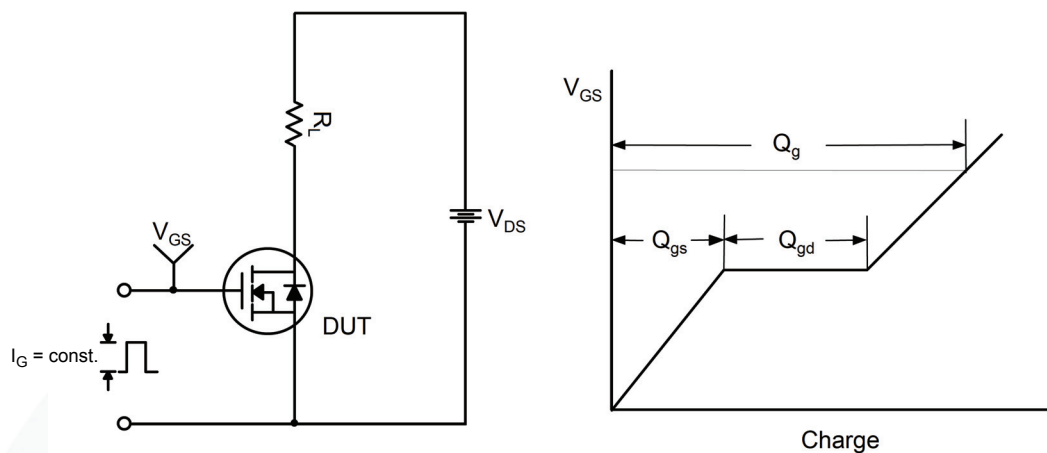 R_L
V_GS
V_DS
DUT
I_G = const.
V_GS
Q_g
Q_gs
Q_gd
Charge